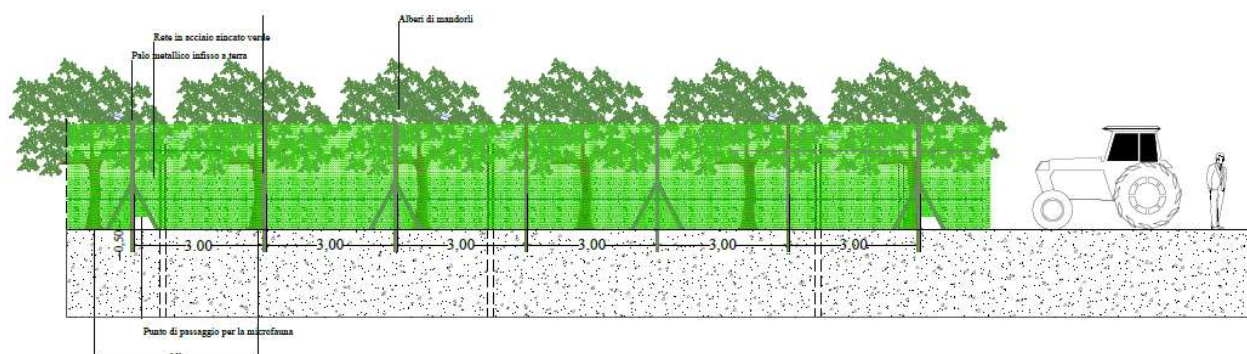 Alberi di mandorli
Rete in acciaio zincato verde
Palo metallico infisso a terra
0,50
3.00
3,00
3,00
3,00
3,00
3,00
Punto di passaggio per la microfauna